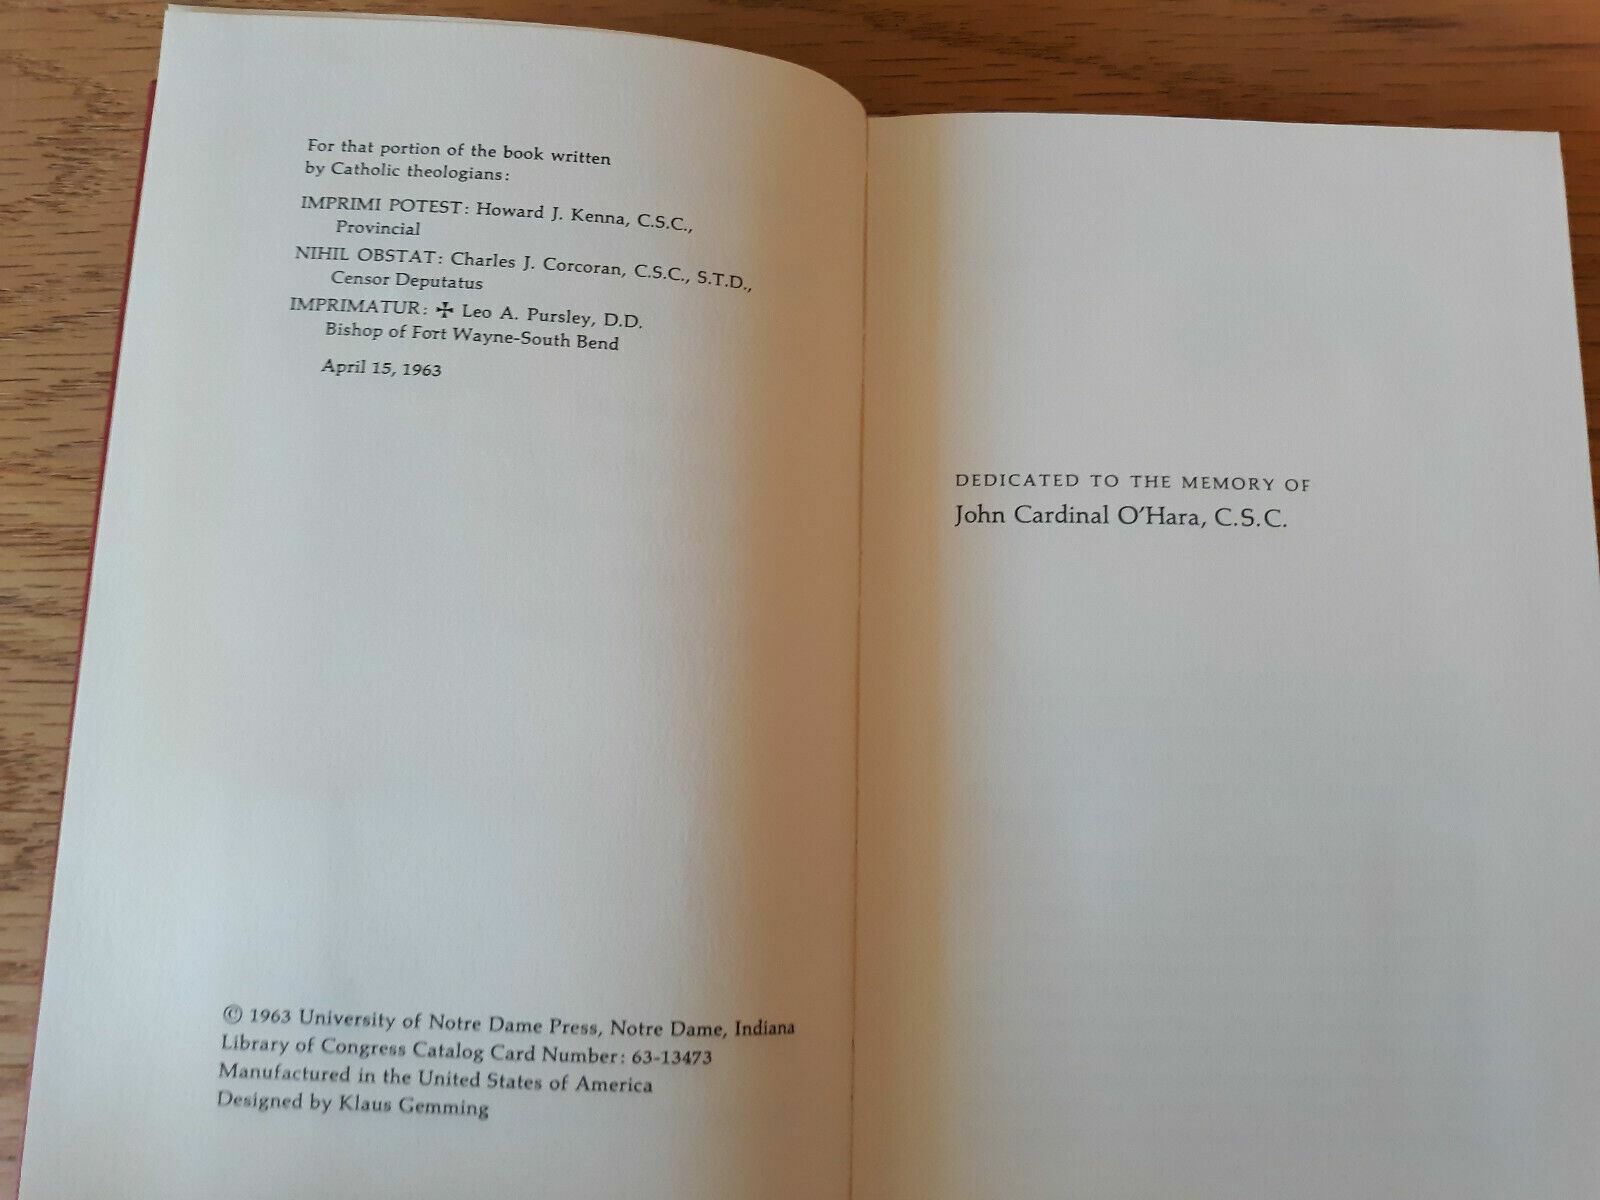 For that portion of the book written
by Catholic theologians:
IMPRIMI POTEST: Howard J. Kenna, C.S.C.,
Provincial
NIHIL OBSTAT: Charles J. Corcoran, C.S.C., S.T.D.,
Censor Deputatus
IMPRIMATUR: ✠ Leo A. Pursley, D.D.
Bishop of Fort Wayne-South Bend
April 15, 1963
© 1963 University of Notre Dame Press, Notre Dame, Indiana
Library of Congress Catalog Card Number: 63-13473
Manufactured in the United States of America
Designed by Klaus Gemming
DEDICATED TO THE MEMORY OF
John Cardinal O'Hara, C.S.C.